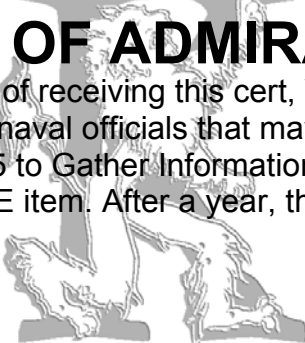 OF ADMIRA
of receiving this cert,
naval officials that ma
to Gather Information
item. After a year, th